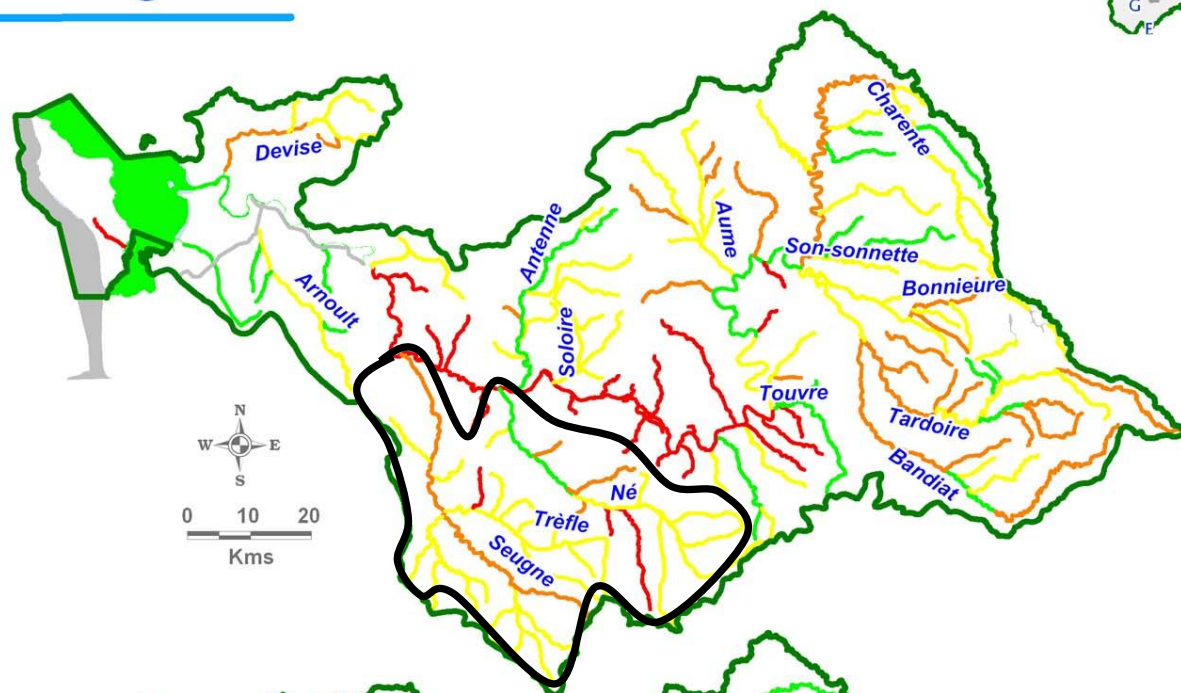 G
E
Charente
Devise
Antenne
Aume
Son-sonnette
Bonnieure
Arnoult
Soloire
Touvre
Tardoire
Bandiat
N
W E
S
Né
Trèfle
Seugne
0 10 20
Kms